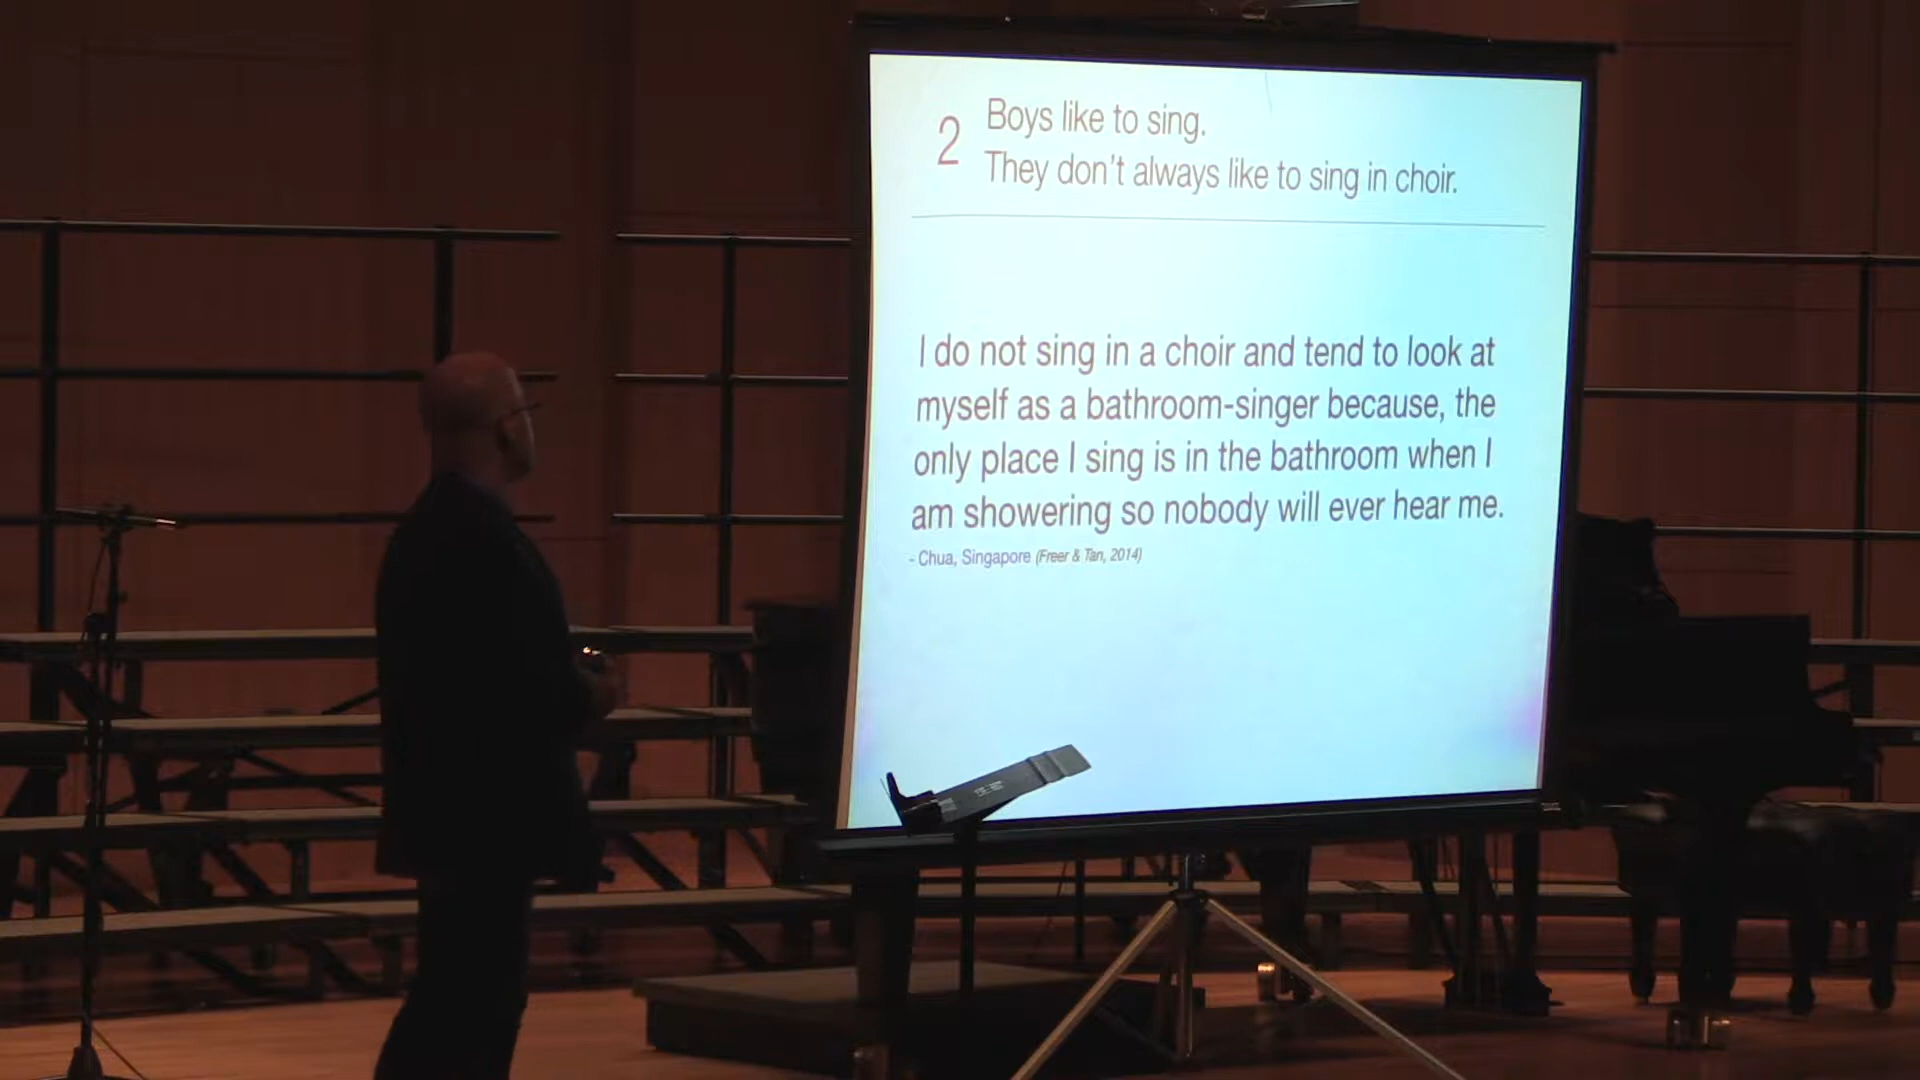 2
Boys like to sing.
They don't always like to sing in choir.
I do not sing in a choir and tend to look at
myself as a bathroom-singer because, the
only place I sing is in the bathroom when I
am showering so nobody will ever hear me.
- Chua, Singapore (Freer & Tan, 2014)